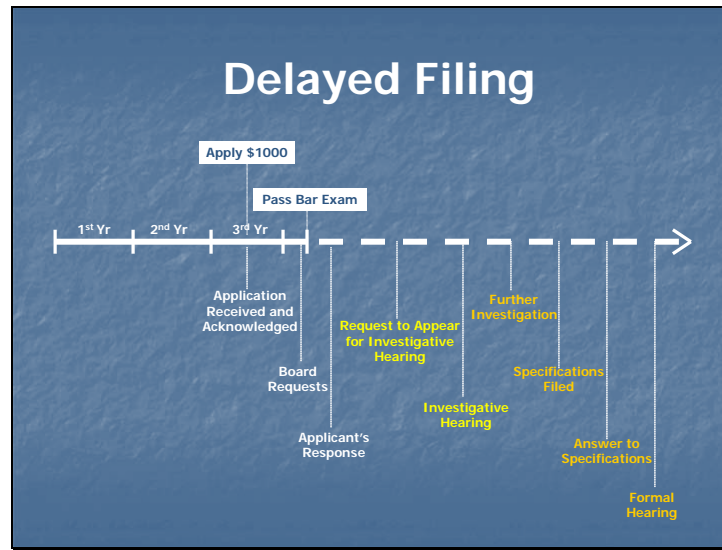 Delayed Filing
Apply $1000
Pass Bar Exam
1st Yr
2nd Yr
3rd Yr
Application
Received and
Acknowledged
Board
Requests
Applicant's
Response
Request to Appear
for Investigative
Hearing
Investigative
Hearing
Further
Investigation
Specifications
Filed
Answer to
Specifications
Formal
Hearing